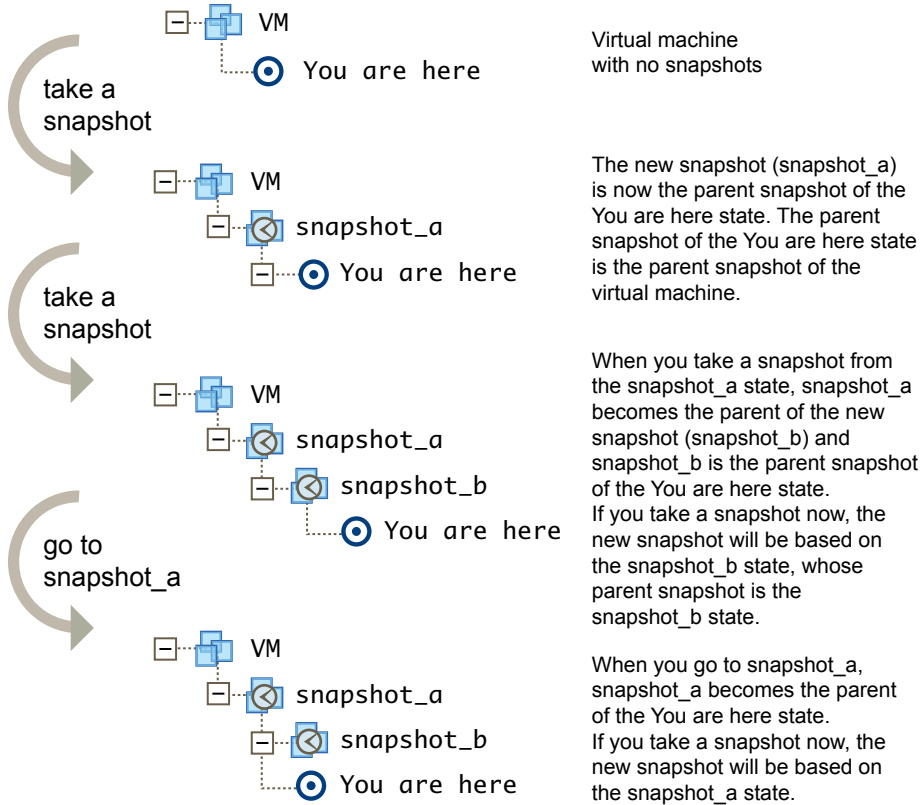 VM
You are here
Virtual machine
with no snapshots
take a
snapshot
VM
snapshot_a
You are here
The new snapshot (snapshot_a)
is now the parent snapshot of the
You are here state. The parent
snapshot of the You are here state
is the parent snapshot of the
virtual machine.
take a
snapshot
VM
snapshot_a
snapshot_b
You are here
When you take a snapshot from
the snapshot_a state, snapshot_a
becomes the parent of the new
snapshot (snapshot_b) and
snapshot_b is the parent snapshot
of the You are here state.
If you take a snapshot now, the
new snapshot will be based on
the snapshot_b state, whose
parent snapshot is the
snapshot_b state.
go to
snapshot_a
VM
snapshot_a
snapshot_b
You are here
When you go to snapshot_a,
snapshot_a becomes the parent
of the You are here state.
If you take a snapshot now, the
new snapshot will be based on
the snapshot_a state.